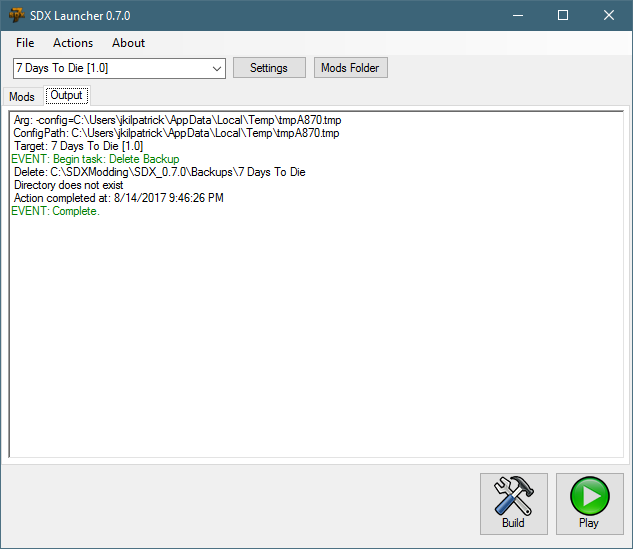 SDX Launcher 0.7.0
File Actions About
7 Days To Die [1.0] Settings Mods Folder
Mods Output
Arg: -config=C:\Users\jkilpatrick\AppData\Local\Temp\tmpA870.tmp
ConfigPath: C:\Users\jkilpatrick\AppData\Local\Temp\tmpA870.tmp
Target: 7 Days To Die [1.0]
EVENT: Begin task: Delete Backup
Delete: C:\SDXModding\SDX_0.7.0\Backups\7 Days To Die
Directory does not exist
Action completed at: 8/14/2017 9:46:26 PM
EVENT: Complete.
Build Play